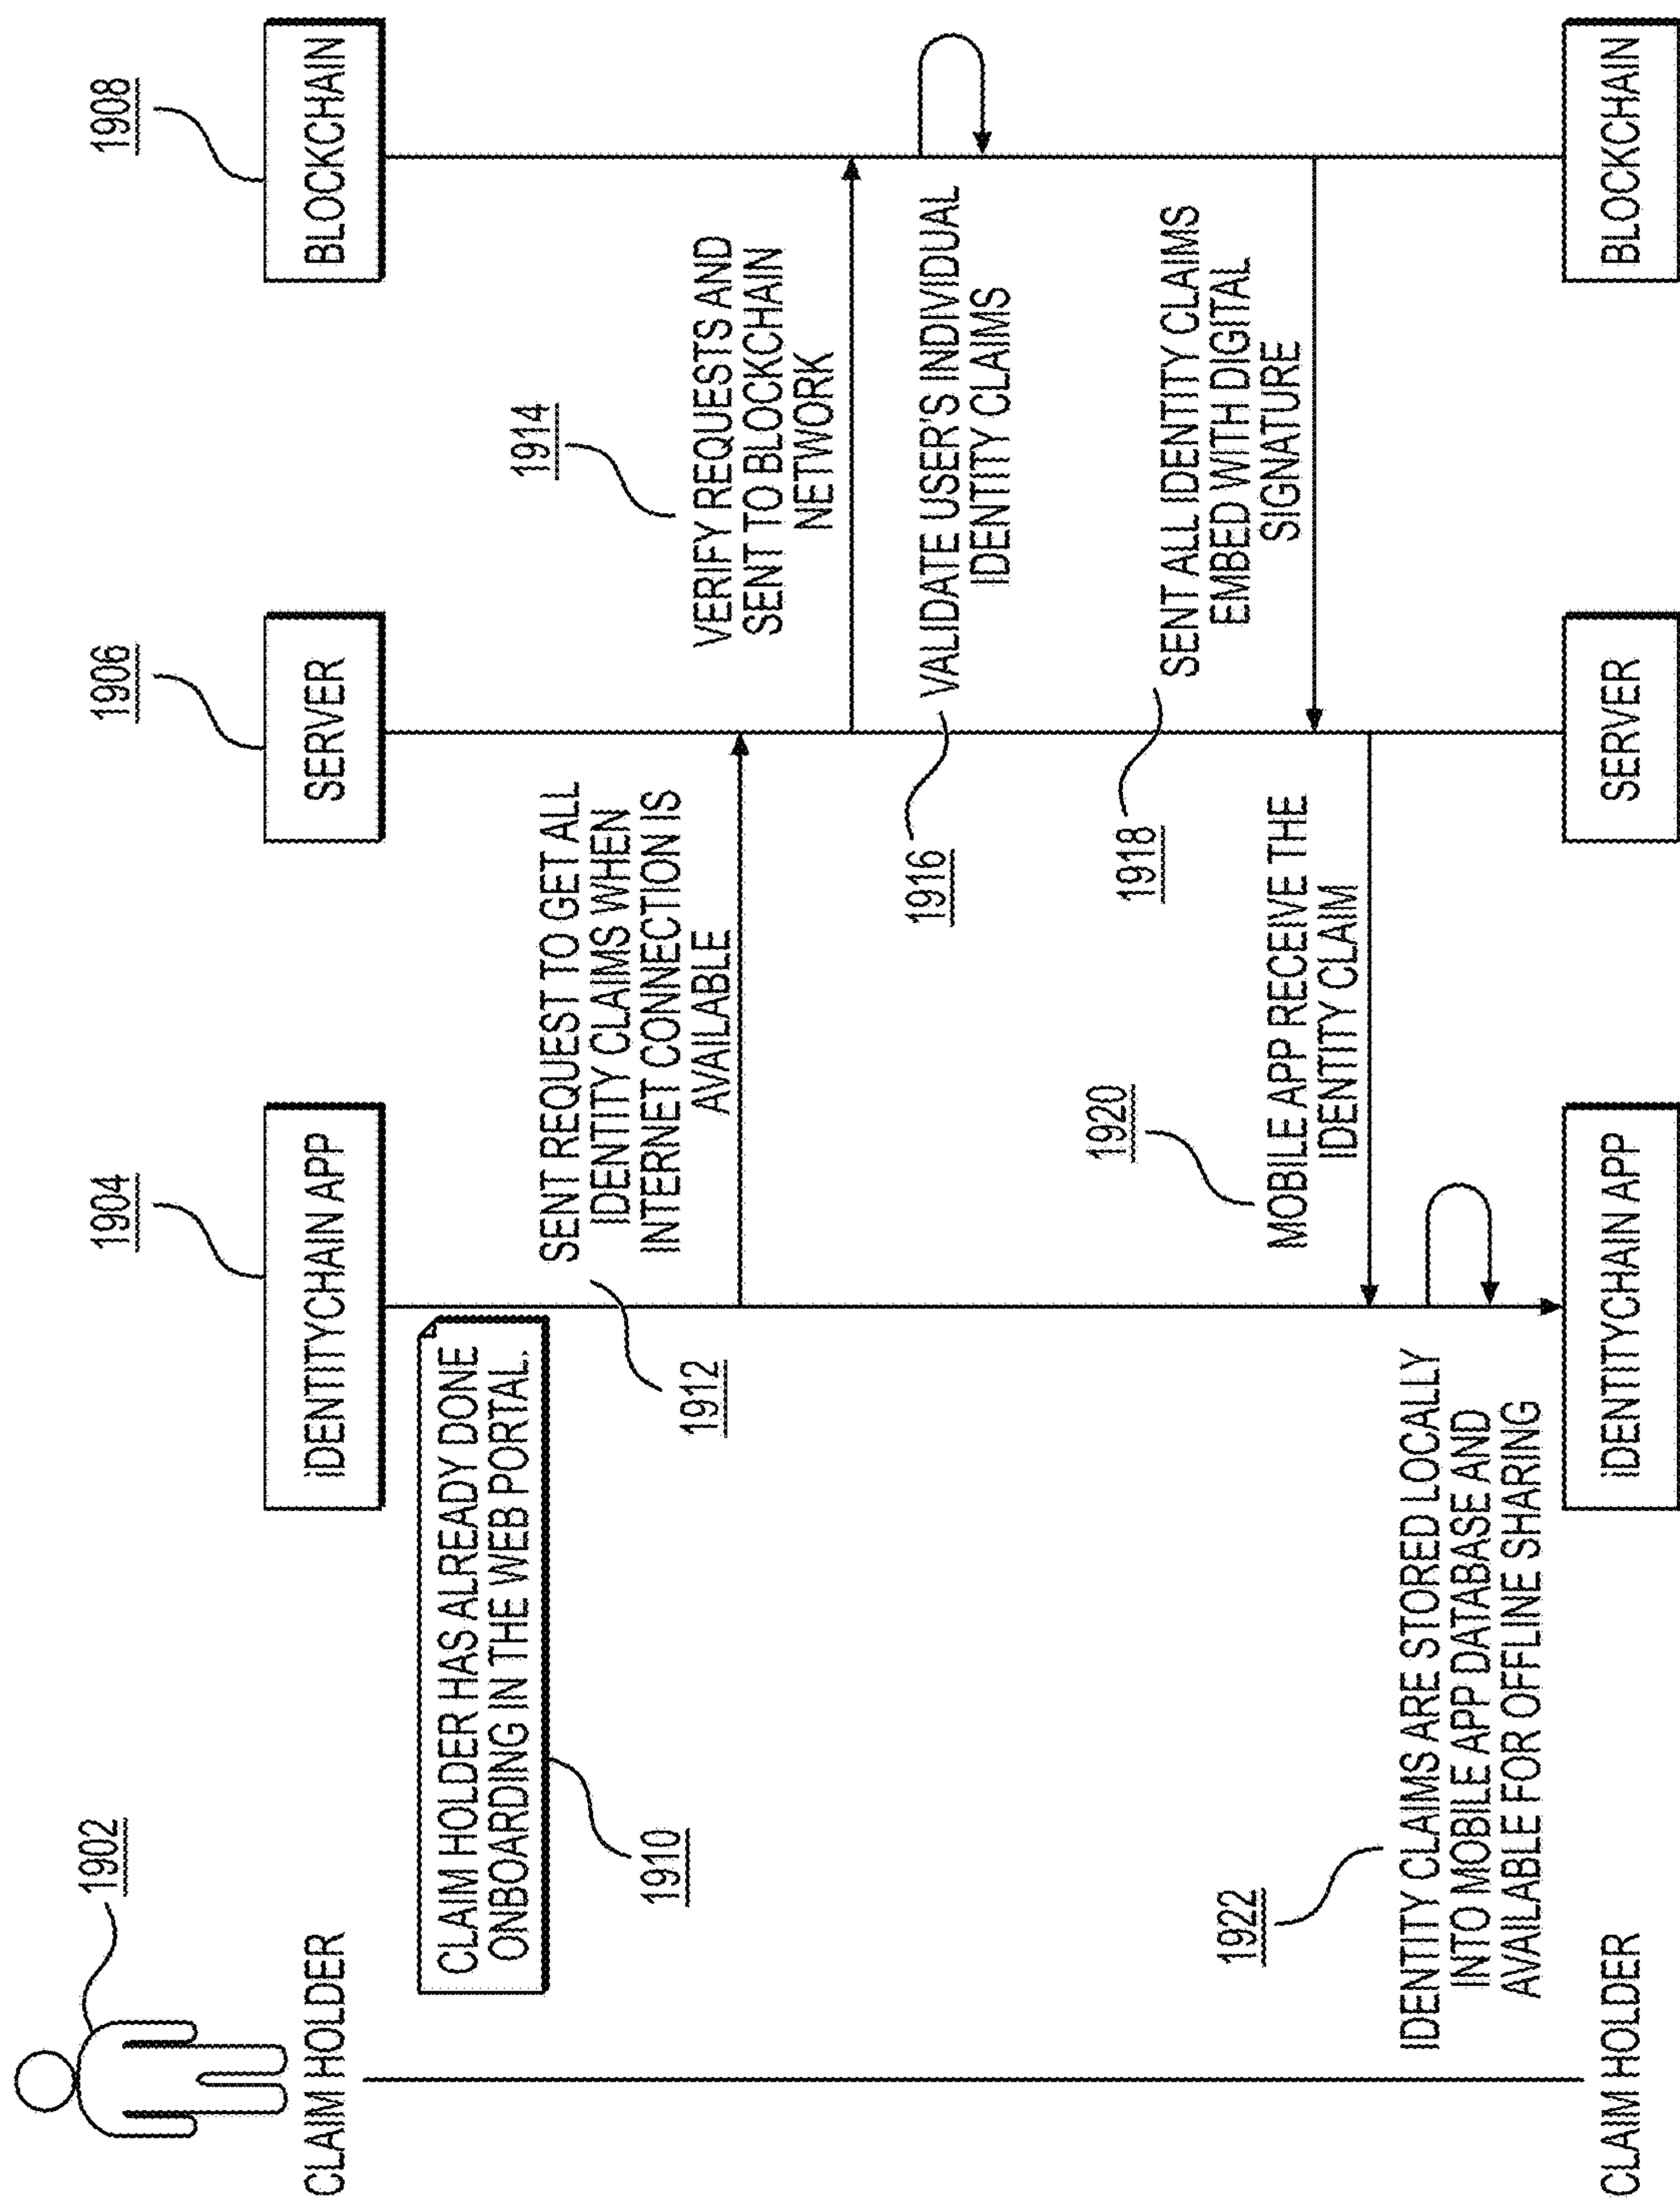 1902
1904
1906
1908
CLAIM HOLDER
iDENTITYCHAIN APP
SERVER
BLOCKCHAIN
CLAIM HOLDER HAS ALREADY DONE
ONBOARDING IN THE WEB PORTAL.
1910
SENT REQUEST TO GET ALL
IDENTITY CLAIMS WHEN
INTERNET CONNECTION IS
AVAILABLE
1912
1914
VERIFY REQUESTS AND
SENT TO BLOCKCHAIN
NETWORK
1916
VALIDATE USER'S INDIVIDUAL
IDENTITY CLAIMS
1918
SENT ALL IDENTITY CLAIMS
EMBED WITH DIGITAL
SIGNATURE
1920
MOBILE APP RECEIVE THE
IDENTITY CLAIM
1922
IDENTITY CLAIMS ARE STORED LOCALLY
INTO MOBILE APP DATABASE AND
AVAILABLE FOR OFFLINE SHARING
CLAIM HOLDER
iDENTITYCHAIN APP
SERVER
BLOCKCHAIN